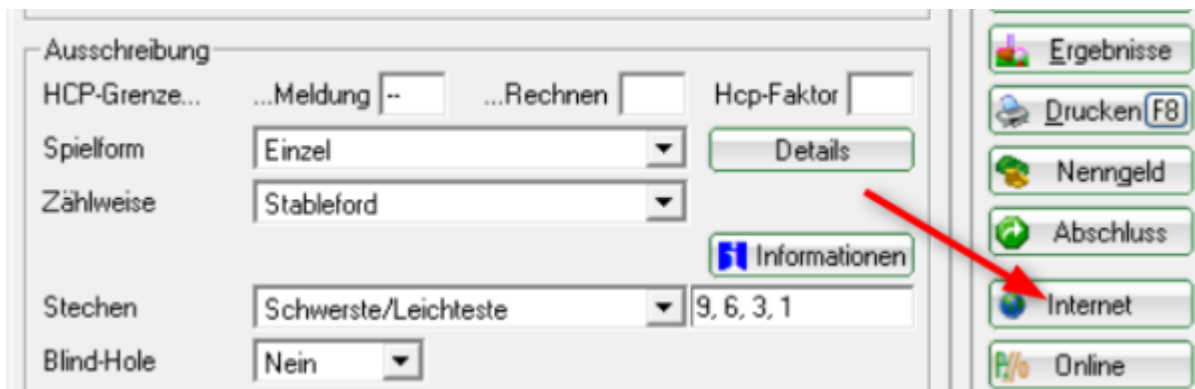 Ausschreibung
HCP-Grenze... ...Meldung -- ...Rechnen Hcp-Faktor
Spielform Einzel Details
Zählweise Stableford
Informationen
Stechen Schwerste/Leichteste 9, 6, 3, 1
Blind-Hole Nein
Ergebnisse
Drucken F8
Nenngeld
Abschluss
Internet
Online